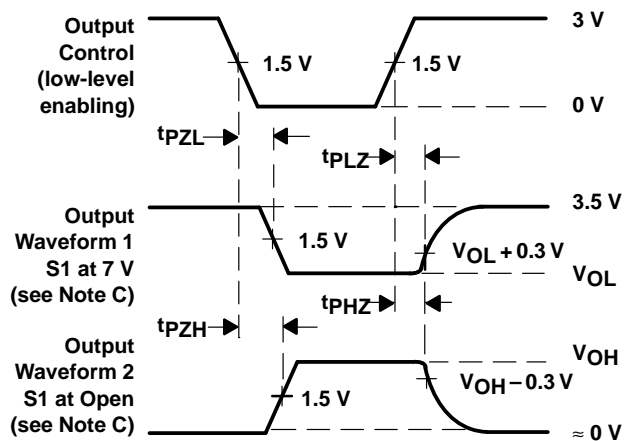 Output
Control
(low-level
enabling)
1.5 V
1.5 V
3 V
0 V
tPZL
tPLZ
Output
Waveform 1
S1 at 7 V
(see Note C)
1.5 V
3.5 V
VOL + 0.3 V
VOL
tPZH
tPHZ
Output
Waveform 2
S1 at Open
(see Note C)
1.5 V
VOH
VOH − 0.3 V
≈ 0 V